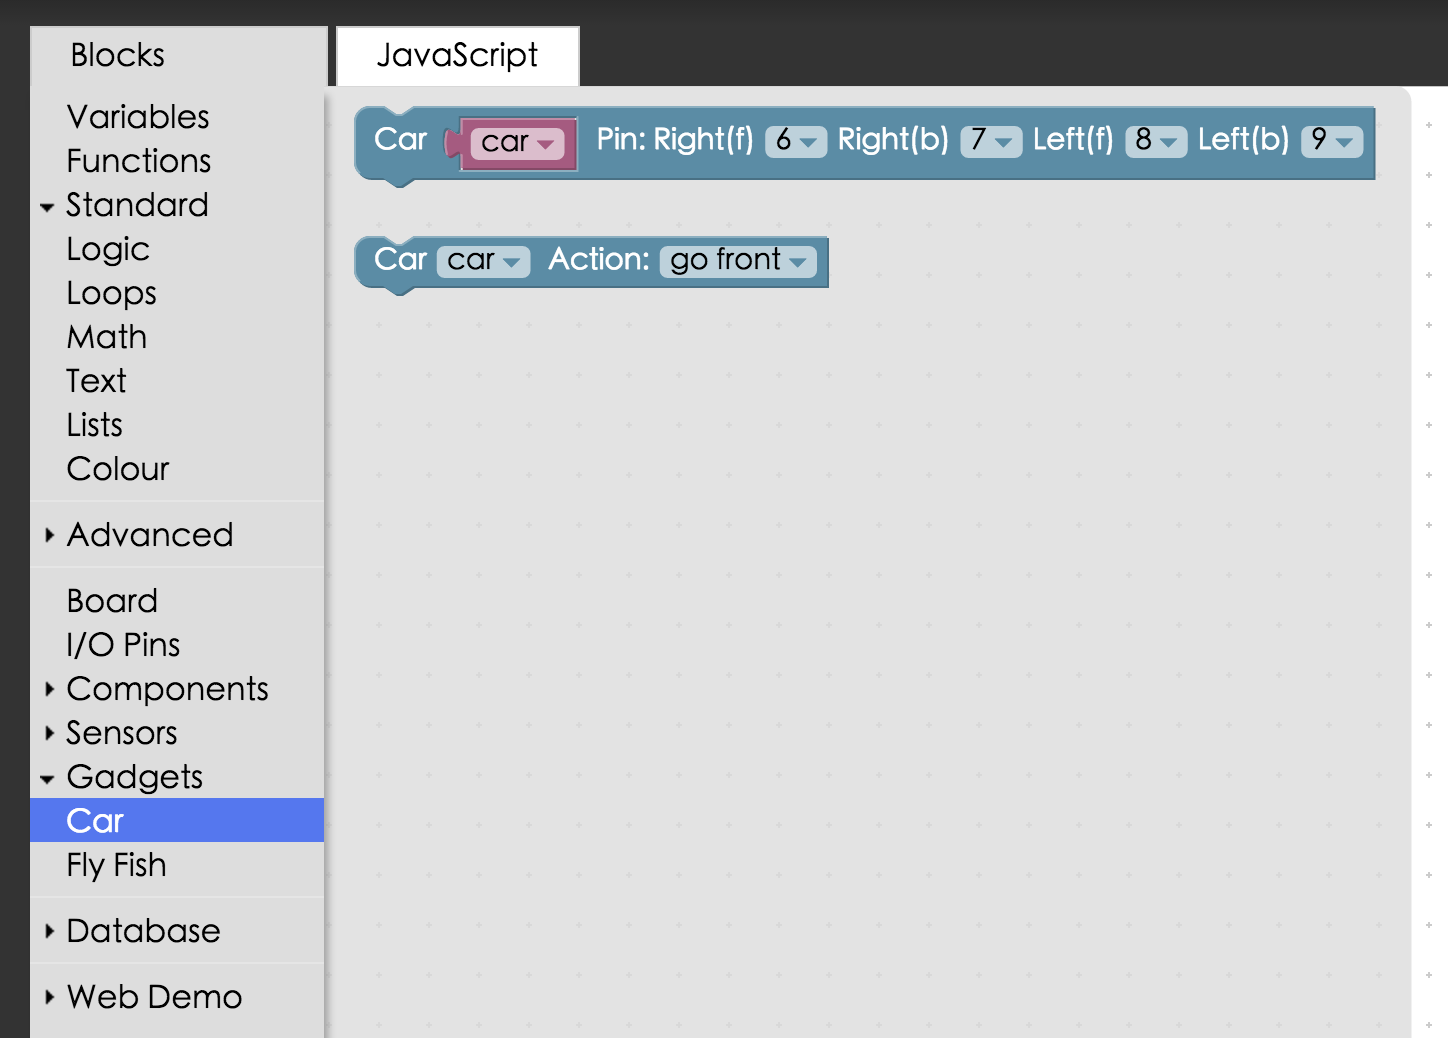 Blocks
JavaScript
Variables
Functions
Standard
Logic
Loops
Math
Text
Lists
Colour
Advanced
Board
I/O Pins
Components
Sensors
Gadgets
Car
Fly Fish
Database
Web Demo
Car car Pin: Right(f) 6 Right(b) 7 Left(f) 8 Left(b) 9
Car car Action: go front